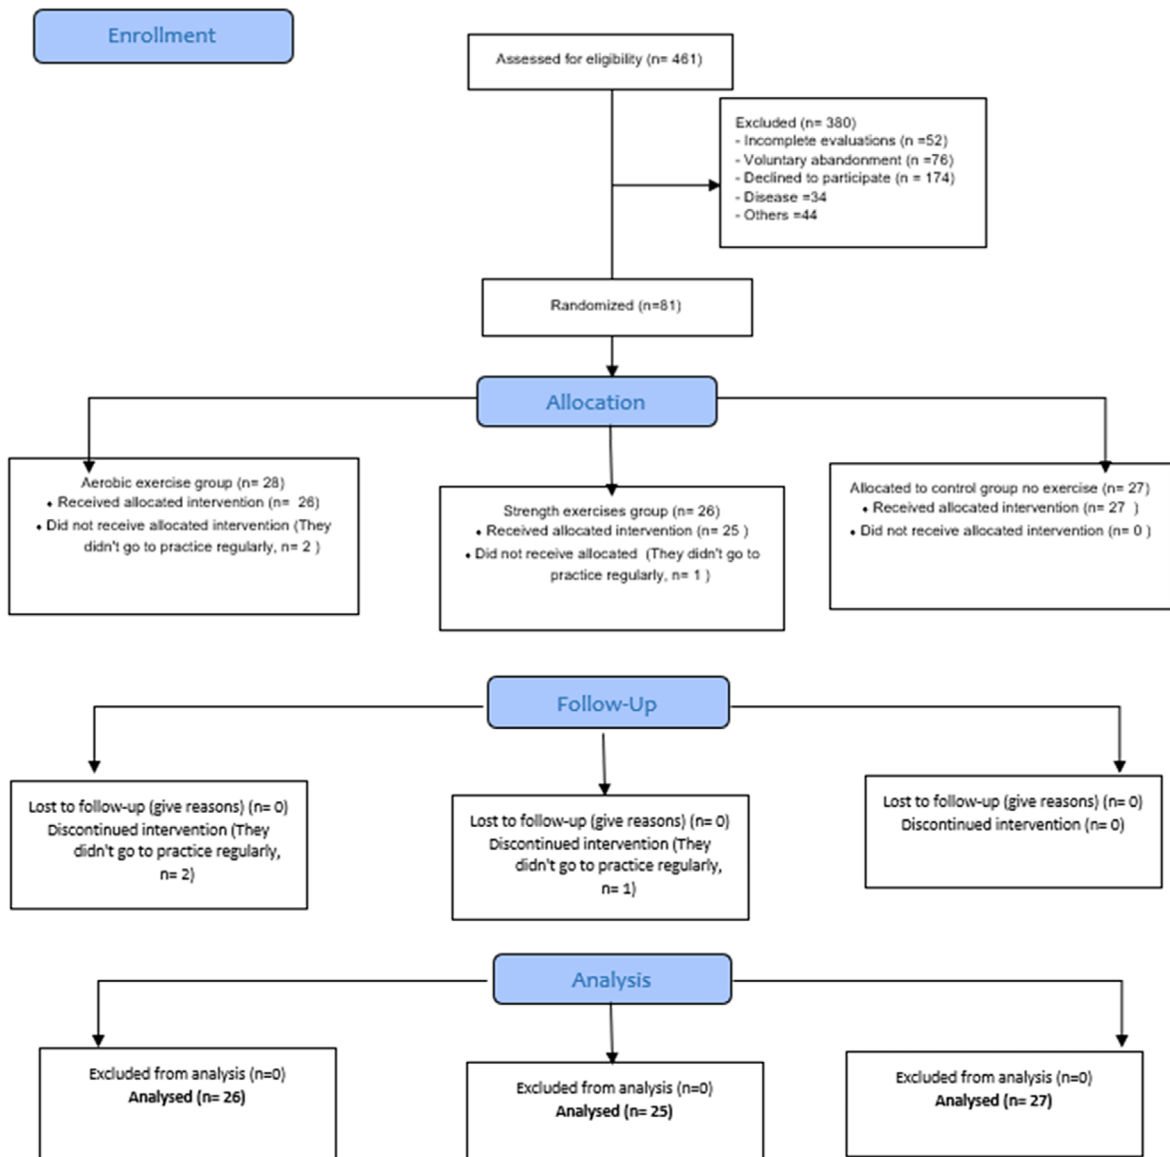 Enrollment
Assessed for eligibility (n= 461)
Excluded (n= 380)
- Incomplete evaluations (n =52)
- Voluntary abandonment (n =76)
- Declined to participate (n = 174)
- Disease =34
- Others =44
Randomized (n=81)
Allocation
Aerobic exercise group (n= 28)
• Received allocated intervention (n= 26)
• Did not receive allocated intervention (They
didn't go to practice regularly, n= 2 )
Strength exercises group (n= 26)
• Received allocated intervention (n= 25 )
• Did not receive allocated (They didn't go to
practice regularly, n= 1 )
Allocated to control group no exercise (n= 27)
• Received allocated intervention (n= 27 )
• Did not receive allocated intervention (n= 0 )
Follow-Up
Lost to follow-up (give reasons) (n= 0)
Discontinued intervention (They
didn't go to practice regularly,
n= 2)
Lost to follow-up (give reasons) (n= 0)
Discontinued intervention (They
didn't go to practice regularly,
n= 1)
Lost to follow-up (give reasons) (n= 0)
Discontinued intervention (n= 0)
Analysis
Excluded from analysis (n=0)
Analysed (n= 26)
Excluded from analysis (n=0)
Analysed (n= 25)
Excluded from analysis (n=0)
Analysed (n= 27)